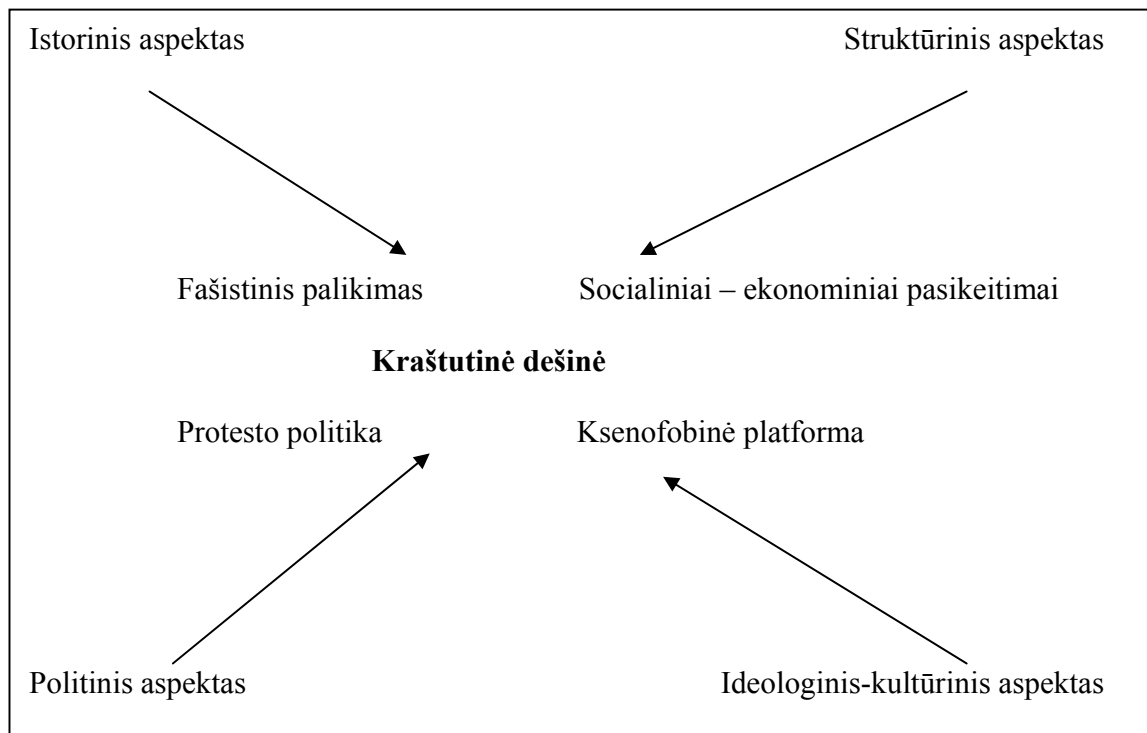 Istorinis aspektas Struktūrinis aspektas
Fašistinis palikimas Socialiniai – ekonominiai pasikeitimai
Kraštutinė dešinė
Protesto politika Ksenofobinė platforma
Politinis aspektas Ideologinis-kultūrinis aspektas